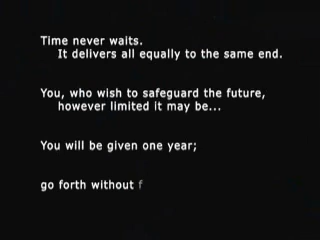 Time never waits.
It delivers all equally to the same end.
You, who wish to safeguard the future,
however limited it may be...
You will be given one year;
go forth without f